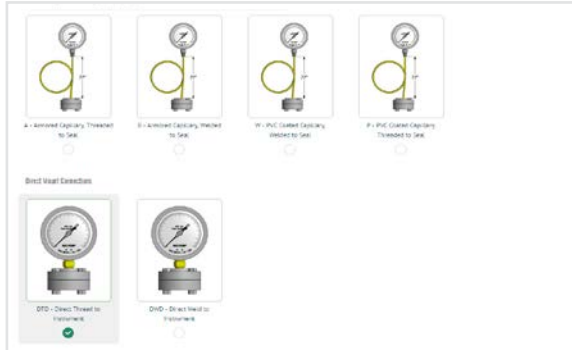 A - Armored Capillary, Threaded
to Seal
- Armored Capillary, Welded
to Seal
- PVC Coated Capillary,
Welded to Seal
- PVC Coated Capillary,
Threaded to Seal
Direct Mount Connections
DTD - Direct Thread to
Instrument
DWD - Direct Weld to
Instrument